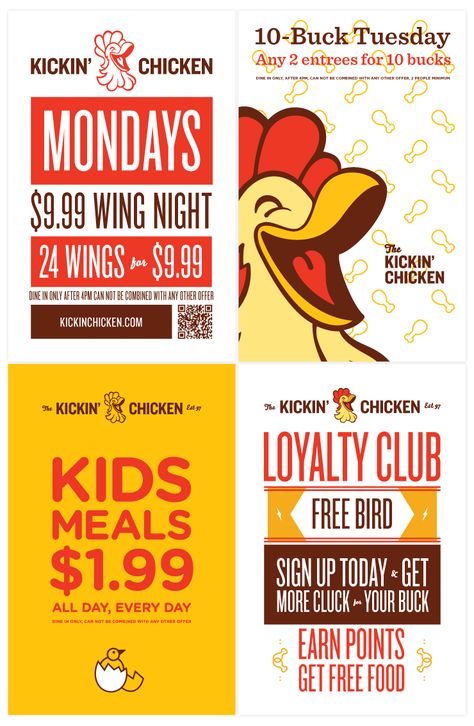 KICKIN' CHICKEN
MONDAYS
$9.99 WING NIGHT
24 WINGS for $9.99
DINE IN ONLY AFTER 4PM CAN NOT BE COMBINED WITH ANY OTHER OFFER
KICKINCHICKEN.COM
10-Buck Tuesday
Any 2 entrees for 10 bucks
DINE IN ONLY, AFTER 4PM, CAN NOT BE COMBINED WITH ANY OTHER OFFER, 2 PEOPLE MINIMUM
The
KICKIN'
CHICKEN
The KICKIN' CHICKEN Est 97
KIDS
MEALS
$1.99
ALL DAY, EVERY DAY
DINE IN ONLY, CAN NOT BE COMBINED WITH ANY OTHER OFFER
The KICKIN' CHICKEN Est 97
LOYALTY CLUB
FREE BIRD
SIGN UP TODAY & GET
MORE CLUCK for YOUR BUCK
EARN POINTS
GET FREE FOOD